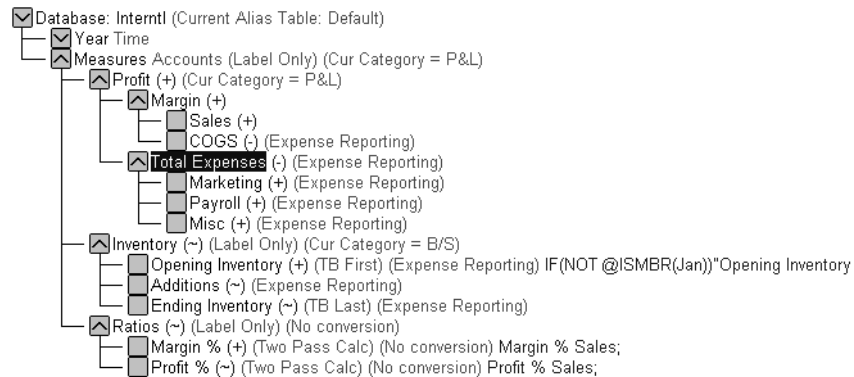 Database: Interntl (Current Alias Table: Default)
Year Time
Measures Accounts (Label Only) (Cur Category = P&L)
Profit (+) (Cur Category = P&L)
Margin (+)
Sales (+)
COGS (-) (Expense Reporting)
Total Expenses (-) (Expense Reporting)
Marketing (+) (Expense Reporting)
Payroll (+) (Expense Reporting)
Misc (+) (Expense Reporting)
Inventory (~) (Label Only) (Cur Category = B/S)
Opening Inventory (+) (TB First) (Expense Reporting) IF(NOT @ISMBR(Jan))"Opening Inventory
Additions (~) (Expense Reporting)
Ending Inventory (~) (TB Last) (Expense Reporting)
Ratios (~) (Label Only) (No conversion)
Margin % (+) (Two Pass Calc) (No conversion) Margin % Sales;
Profit % (~) (Two Pass Calc) (No conversion) Profit % Sales;